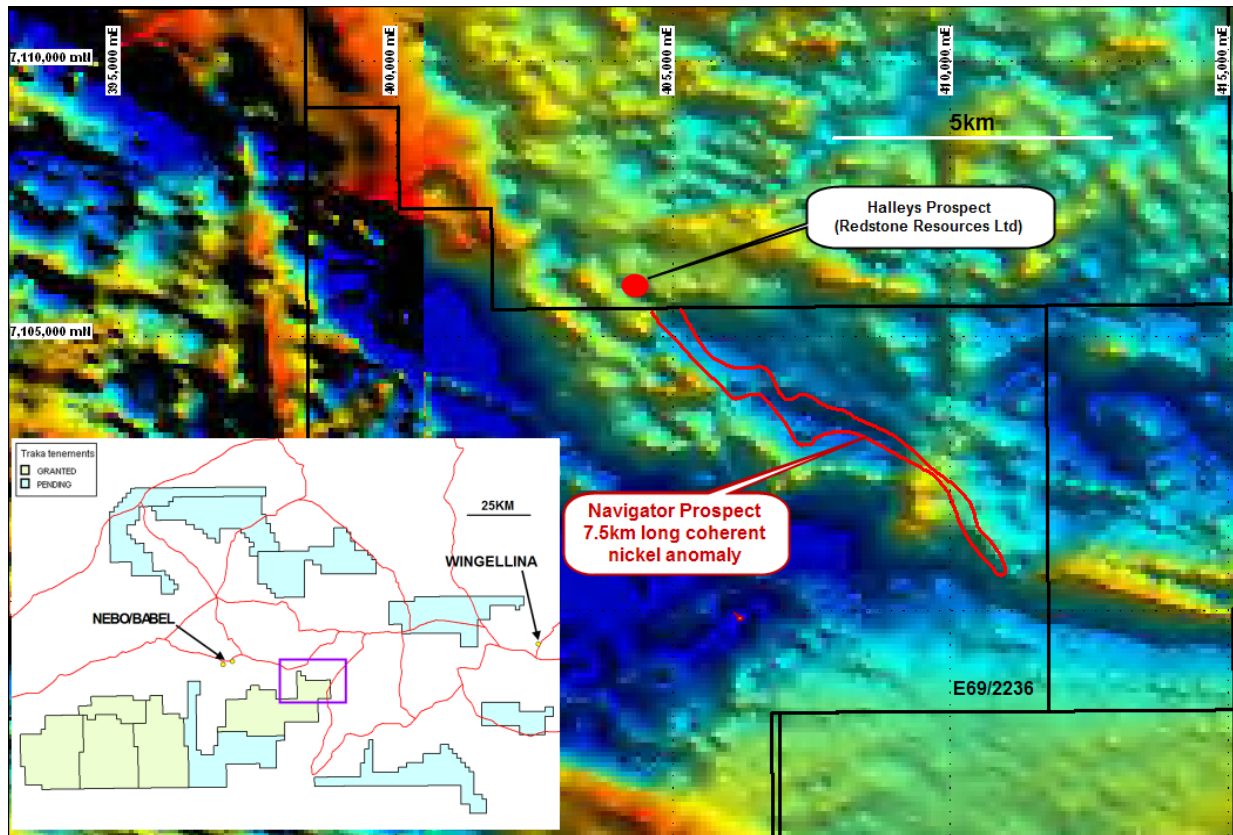 395,000 mE
400,000 mE
405,000 mE
410,000 mE
415,000 mE
7,110,000 mN
5km
Halleys Prospect
(Redstone Resources Ltd)
7,105,000 mN
Navigator Prospect
7.5km long coherent
nickel anomaly
E69/2236
Traka tenements
GRANTED
PENDING
25KM
WINGELLINA
NEBO/BABEL